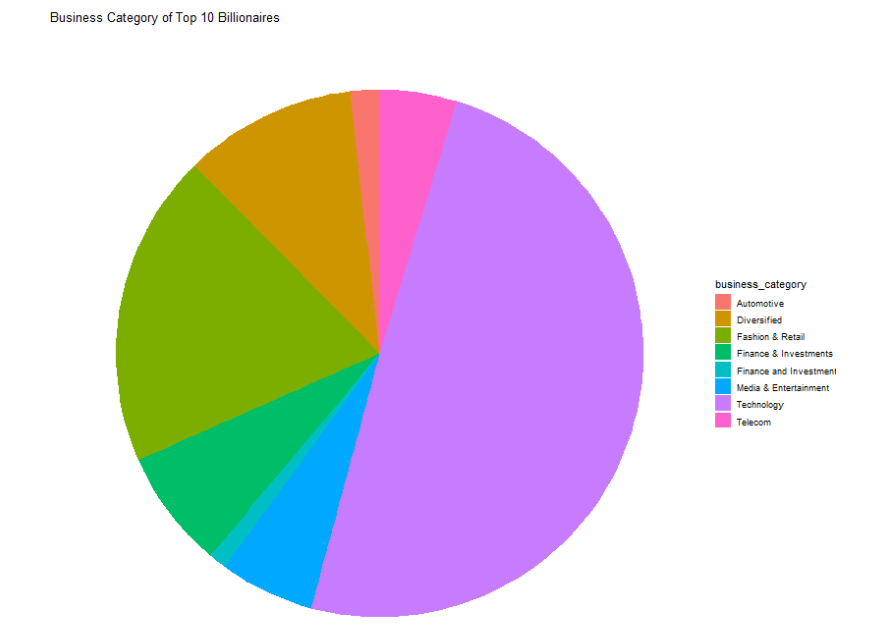 Business Category of Top 10 Billionaires
business_category
Automotive
Diversified
Fashion & Retail
Finance & Investments
Finance and Investment
Media & Entertainment
Technology
Telecom